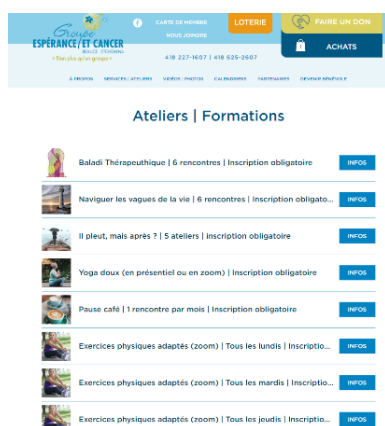 CARTE DE MEMBRE
LOTERIE
FAIRE UN DON
NOUS JOINDRE
Groupe
ESPÉRANCE/ET CANCER
« Bien plus qu'un groupe »
418 227-1607 | 418 625-2607
ACHATS
À PROPOS SERVICES / ATELIERS VIDÉOS / PHOTOS CALENDRIERS PARTENAIRES DEVENIR BÉNÉVOLE
Ateliers | Formations
Baladi Thérapeuthique | 6 rencontres | Inscription obligatoire INFOS
Naviguer les vagues de la vie | 6 rencontres | Inscription obligato... INFOS
Il pleut, mais après ? | 5 ateliers | inscription obligatoire INFOS
Yoga doux (en présentiel ou en zoom) | Inscription obligatoire INFOS
Pause café | 1 rencontre par mois | Inscription obligatoire INFOS
Exercices physiques adaptés (zoom) | Tous les lundis | Inscriptio... INFOS
Exercices physiques adaptés (zoom) | Tous les mardis | Inscriptio... INFOS
Exercices physiques adaptés (zoom) | Tous les jeudis | Inscriptio... INFOS